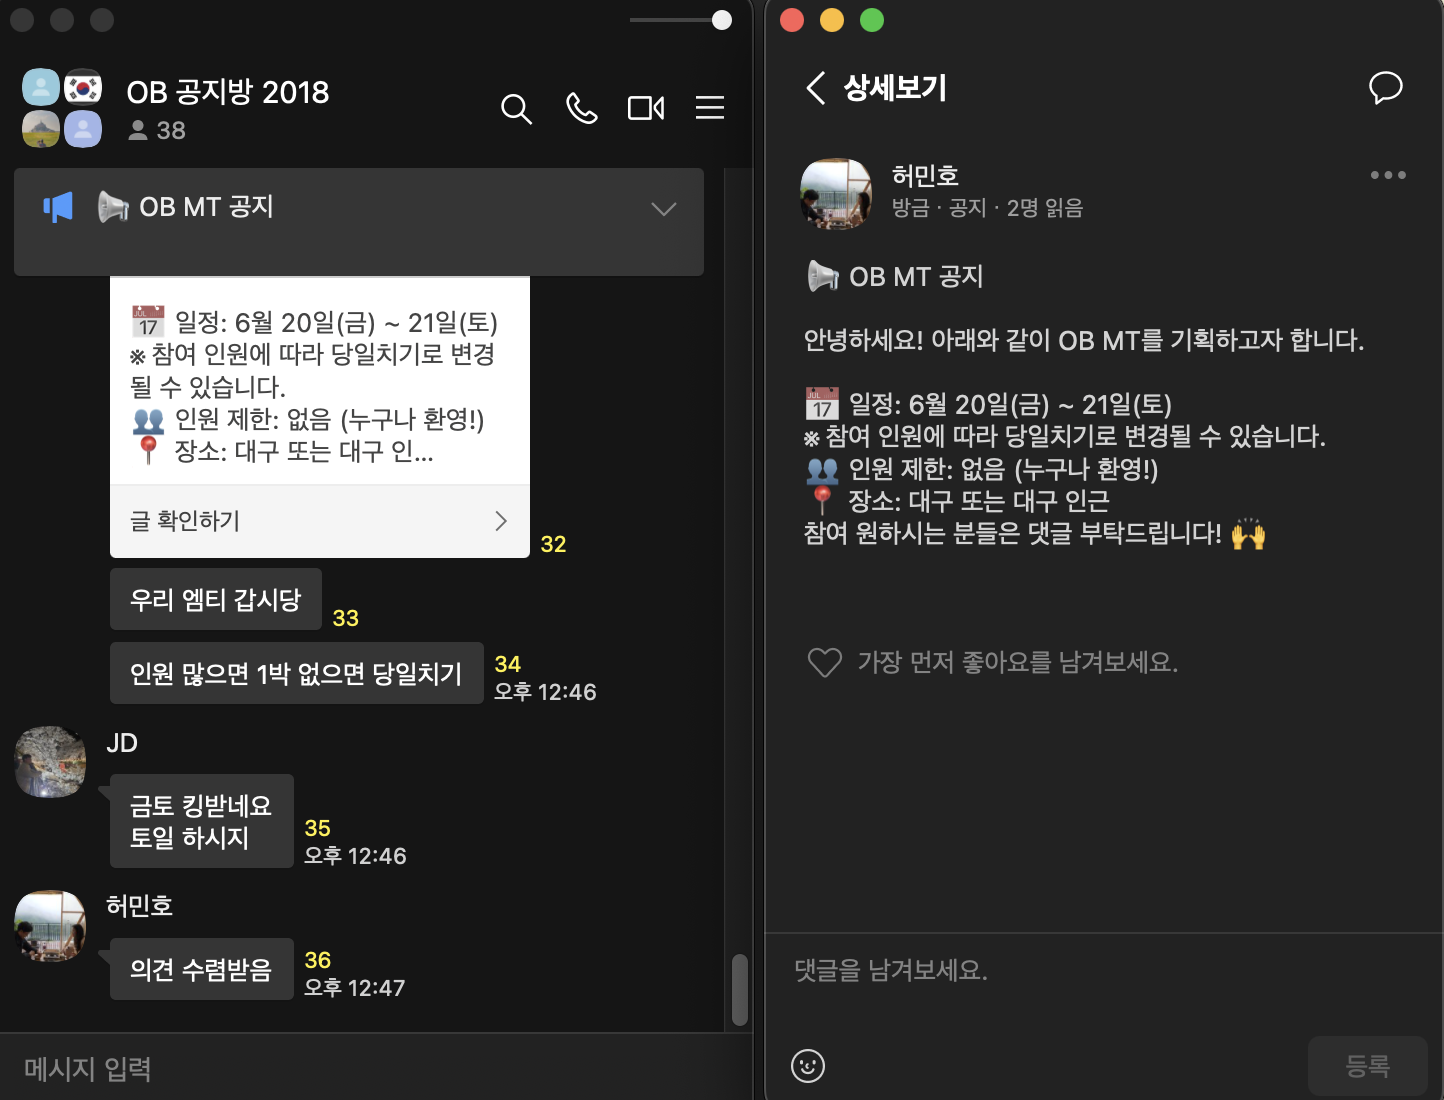 OB 공지방 2018
38
OB MT 공지
JUL
17
일정: 6월 20일(금) ~ 21일(토)
※ 참여 인원에 따라 당일치기로 변경
될 수 있습니다.
인원 제한: 없음 (누구나 환영!)
장소: 대구 또는 대구 인...
글 확인하기
32
우리 엠티 갑시당
33
인원 많으면 1박 없으면 당일치기
34
오후 12:46
JD
금토 킹받네요
토일 하시지
35
오후 12:46
허민호
의견 수렴받음
36
오후 12:47
메시지 입력
상세보기
허민호
방금 · 공지 · 2명 읽음
OB MT 공지
안녕하세요! 아래와 같이 OB MT를 기획하고자 합니다.
JUL
17
일정: 6월 20일(금) ~ 21일(토)
※ 참여 인원에 따라 당일치기로 변경될 수 있습니다.
인원 제한: 없음 (누구나 환영!)
장소: 대구 또는 대구 인근
참여 원하시는 분들은 댓글 부탁드립니다!
가장 먼저 좋아요를 남겨보세요.
댓글을 남겨보세요.
등록